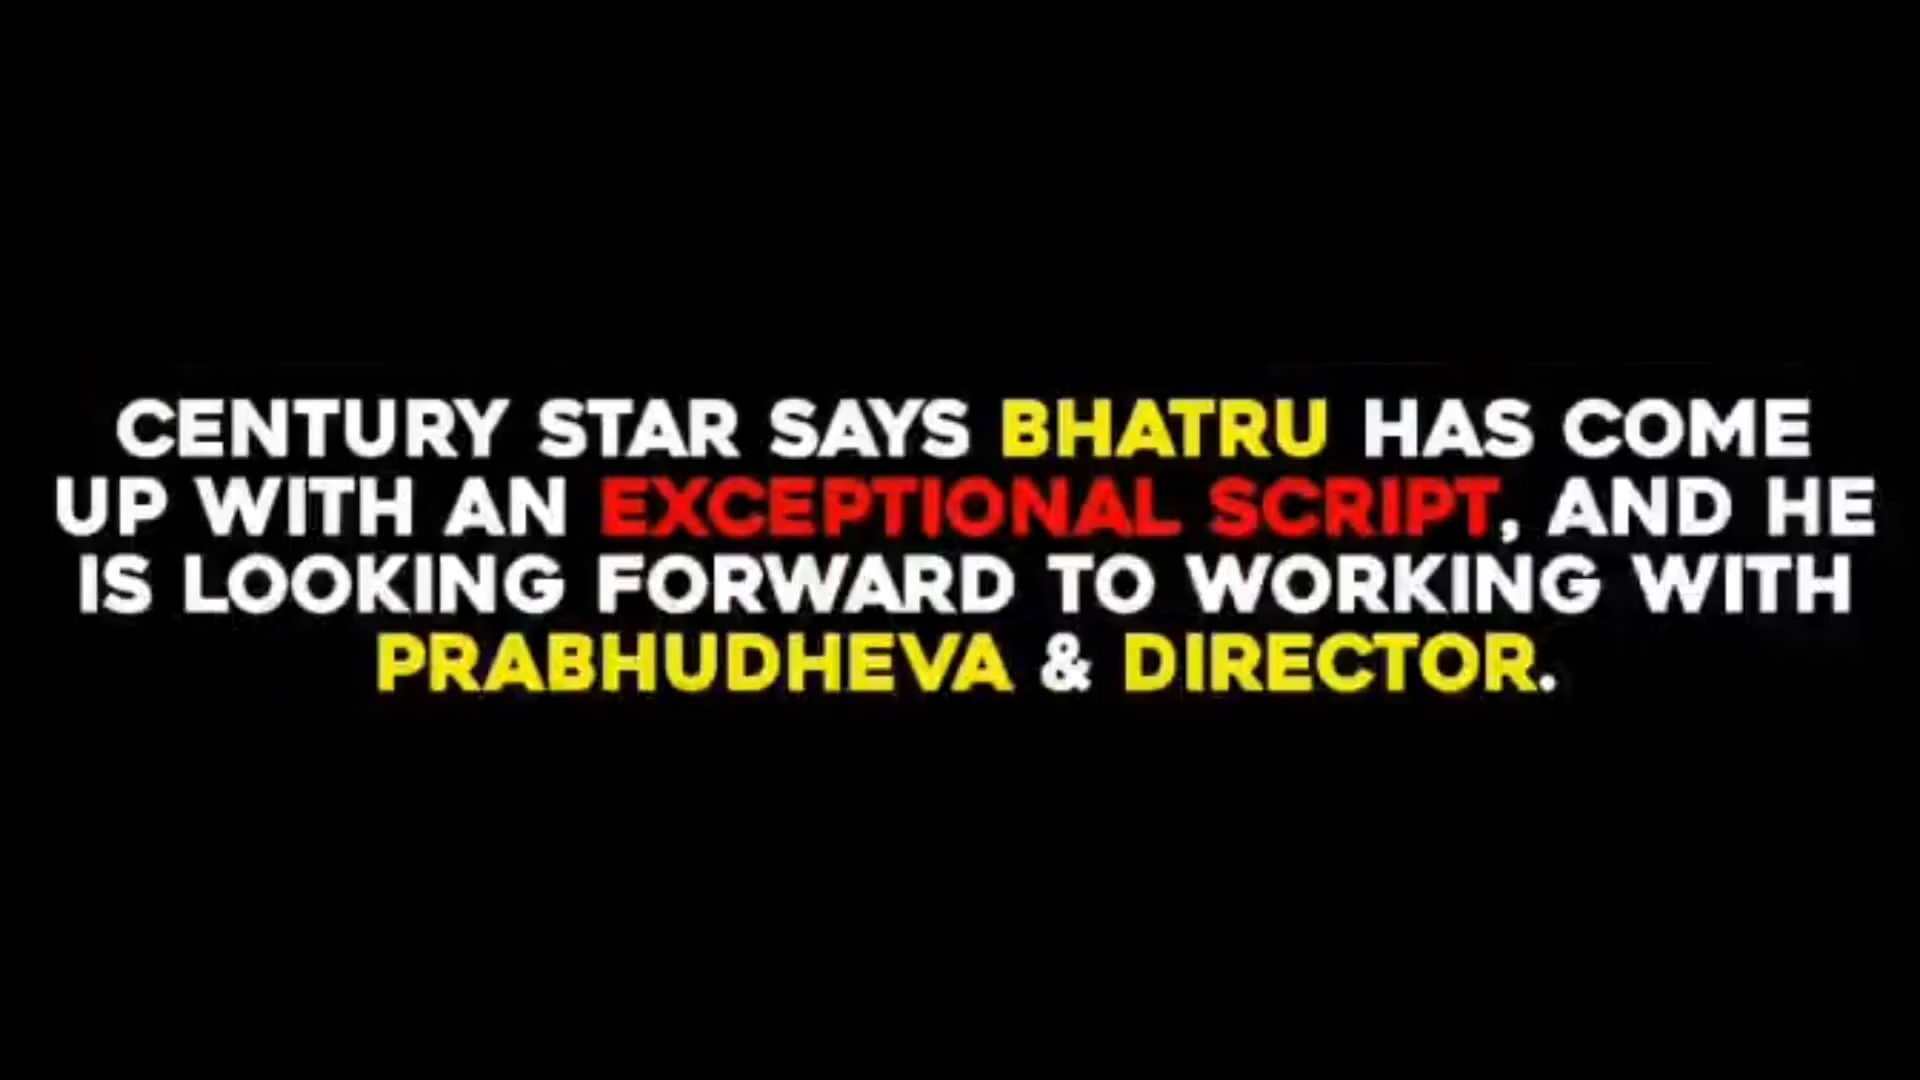 CENTURY STAR SAYS BHATRU HAS COME
UP WITH AN EXCEPTIONAL SCRIPT, AND HE
IS LOOKING FORWARD TO WORKING WITH
PRABHUDHEVA & DIRECTOR.